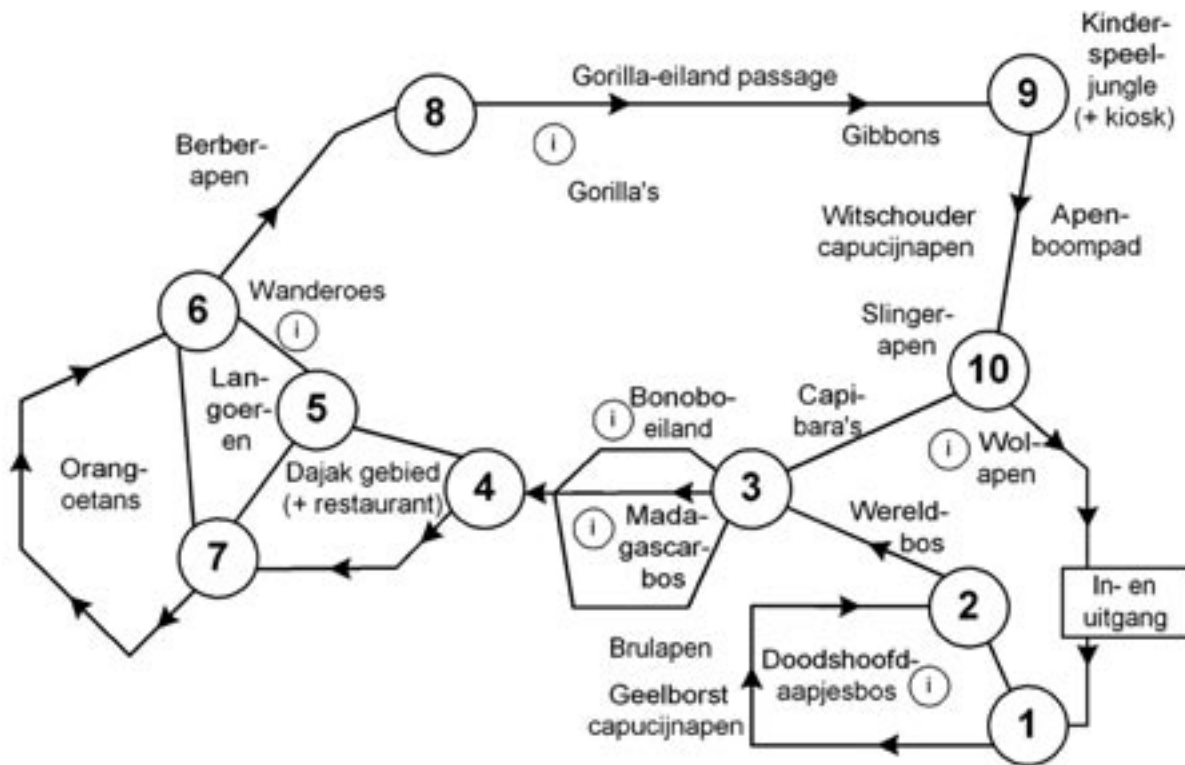 Kinder-
speel-
jungle
(+ kiosk)
9
Gorilla-eiland passage
8
Gibbons
i
Gorilla's
Berber-
apen
Witschouder
capucijnapen
Apen-
boompad
6
Wanderoes
i
Slinger-
apen
10
Lan-
goer-
en
5
Bonobo-
eiland
i
Capi-
bara's
i
Wol-
apen
Orang-
oetans
Dajak gebied
(+ restaurant)
4
3
i
Mada-
gascar-
bos
Wereld-
bos
7
2
In- en
uitgang
Brulapen
Doodshoofd-
aapjesbos
i
Geelborst
capucijnapen
1